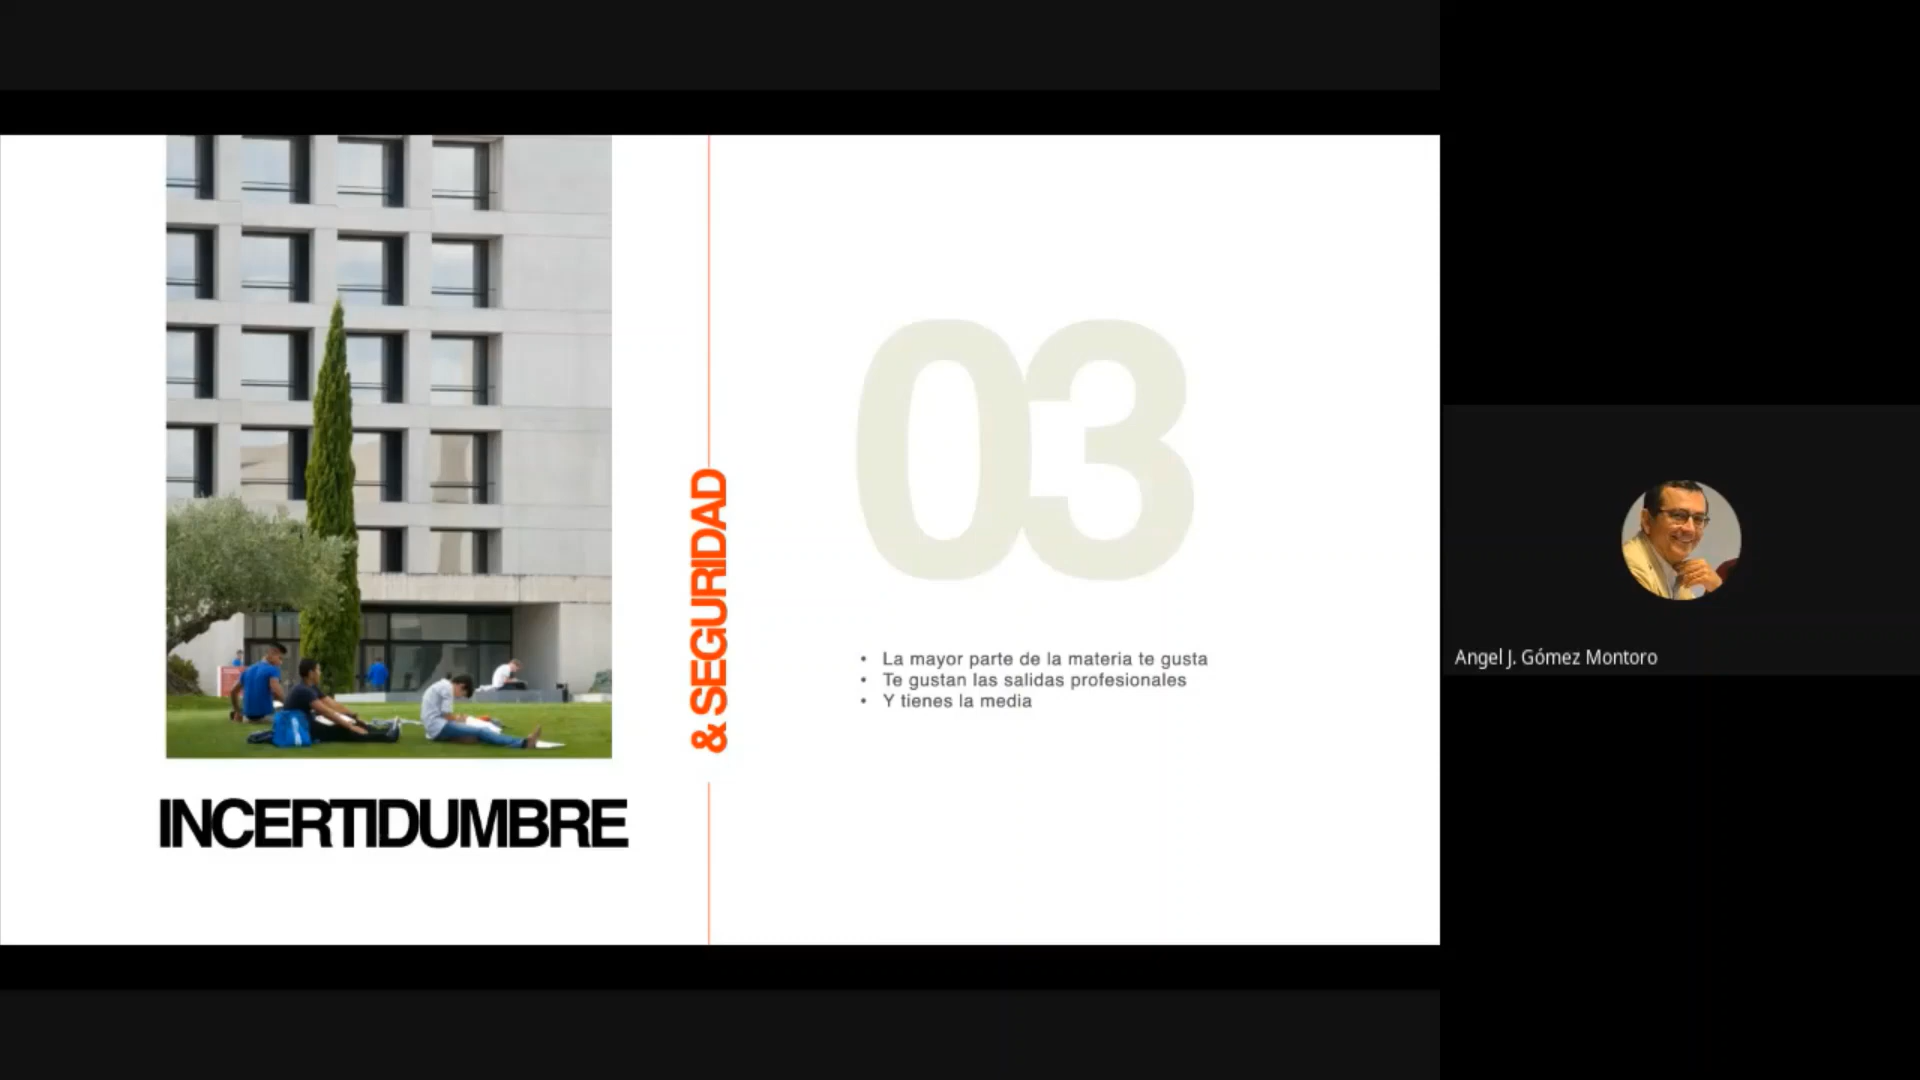 INCERTIDUMBRE
& SEGURIDAD
03
• La mayor parte de la materia te gusta
• Te gustan las salidas profesionales
• Y tienes la media
Angel J. Gómez Montoro